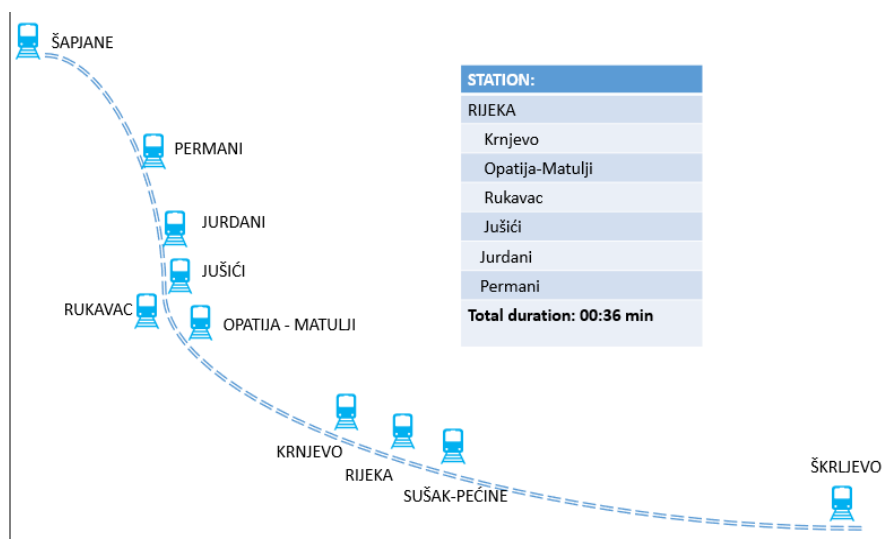 ŠAPJANE
PERMANI
JURDANI
JUŠIĆI
RUKAVAC
OPATIJA - MATULJI
KRNJEVO
RIJEKA
SUŠAK-PEĆINE
ŠKRLJEVO
STATION:
RIJEKA
Krnjevo
Opatija-Matulji
Rukavac
Jušići
Jurdani
Permani
Total duration: 00:36 min